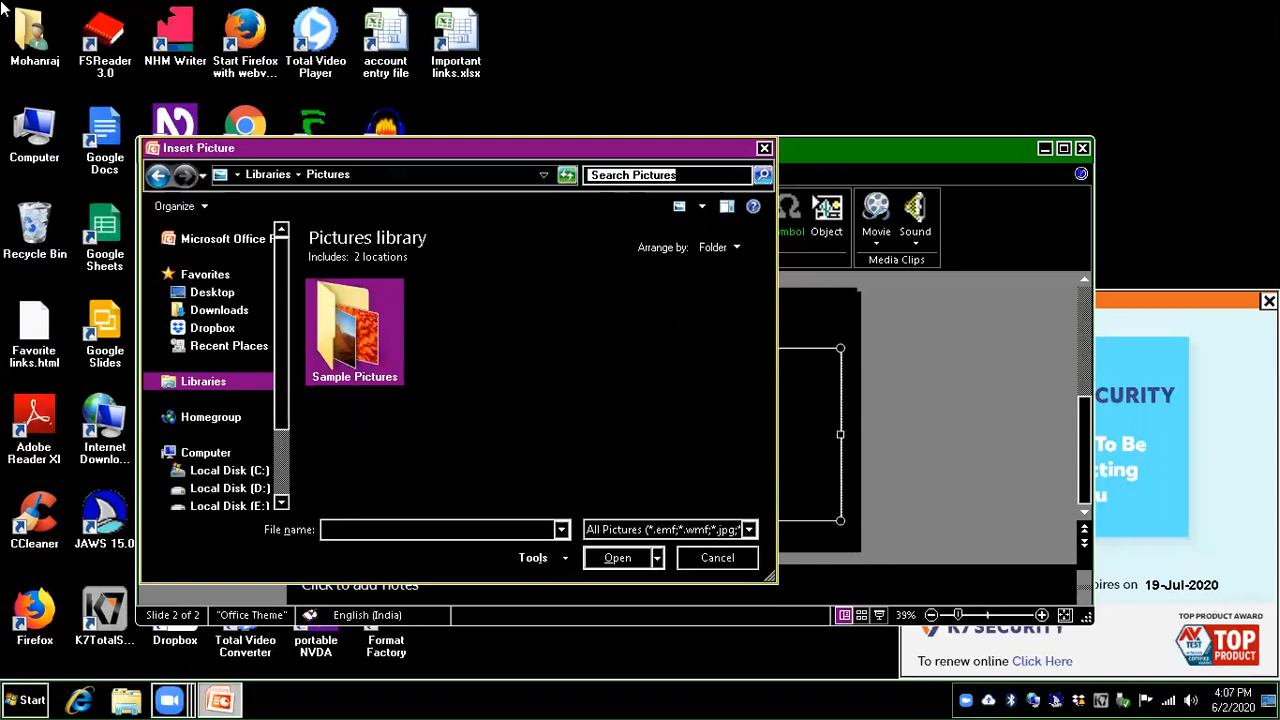 Mohanraj
FSReader
3.0
NHM Writer
Start Firefox
with webv...
Total Video
Player
account
entry file
Important
links.xlsx
Computer
Google
Docs
Recycle Bin
Google
Sheets
Favorite
links.html
Google
Slides
Adobe
Reader XI
Internet
Downlo...
CCleaner
JAWS 15.0
Firefox
K7TotalS...
Dropbox
Total Video
Converter
portable
NVDA
Format
Factory
Insert Picture
Libraries
Pictures
Search Pictures
Organize
Microsoft Office P
Favorites
Desktop
Downloads
Dropbox
Recent Places
Libraries
Homegroup
Computer
Local Disk (C:)
Local Disk (D:)
Local Disk (E:)
Pictures library
Includes: 2 locations
Arrange by: Folder
Sample Pictures
File name:
All Pictures (*.emf;*.wmf;*.jpg;*
Tools
Open
Cancel
ymbol
Object
Movie
Sound
Media Clips
Click to add notes
Slide 2 of 2
"Office Theme"
English (India)
39%
CURITY
To Be
cting
u
pires on 19-Jul-2020
K7 SECURITY
To renew online Click Here
TOP PRODUCT AWARD
AV
TEST
TOP
PRODUCT
Start
4:07 PM
6/2/2020